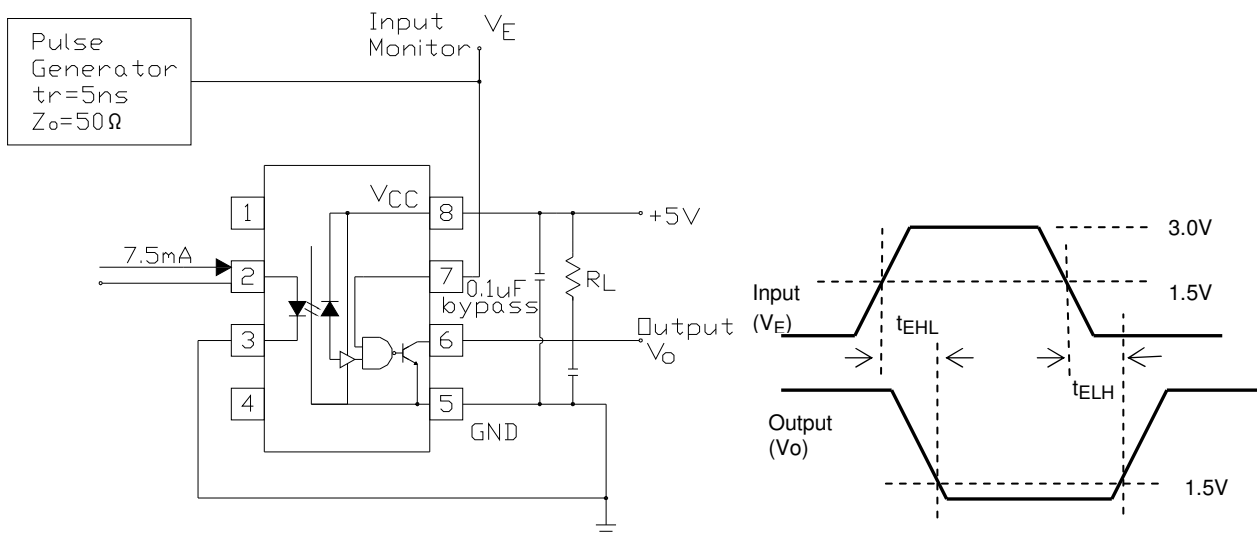 Pulse
Generator
tr=5ns
Zo=50Ω
Input
Monitor
VE
VCC
1
2
3
4
8
7
6
5
7.5mA
+5V
0.1uF
bypass
RL
Output
Vo
GND
3.0V
1.5V
Input
(VE)
tEHL
tELH
Output
(Vo)
1.5V